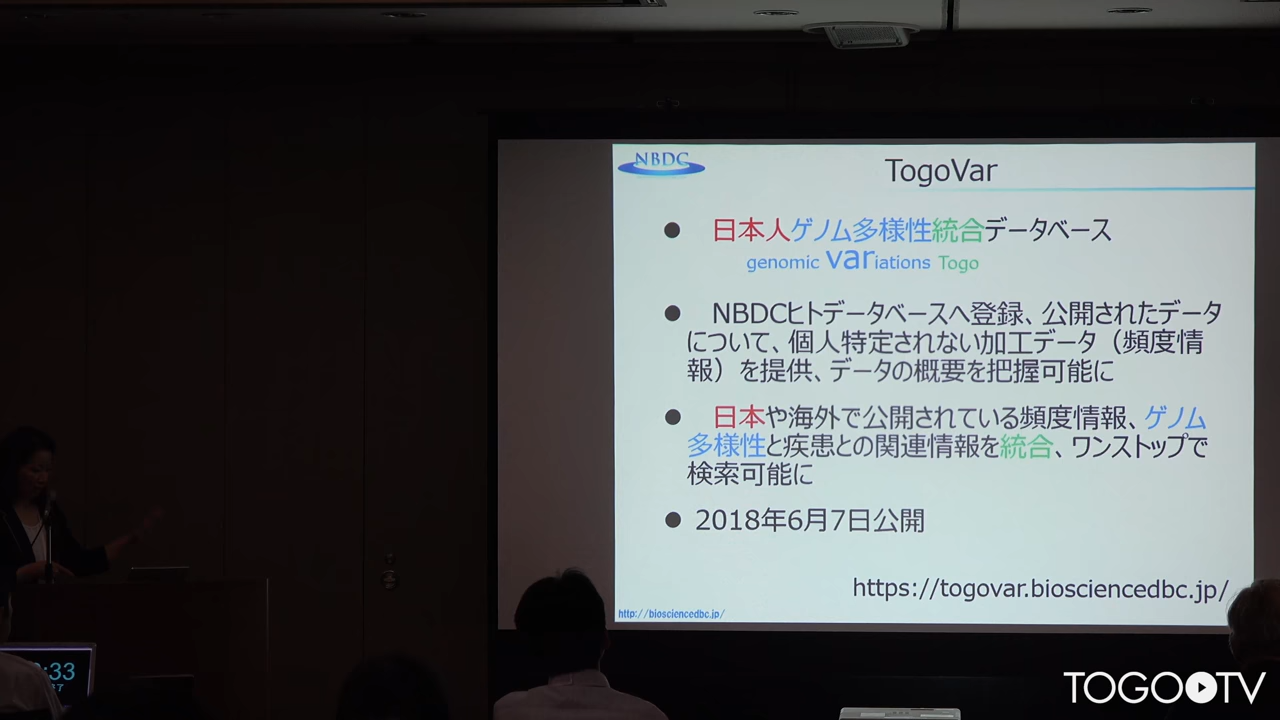 NBDC
TogoVar
● 日本人ゲノム多様性統合データベース
genomic variations Togo
● NBDCヒトデータベースへ登録、公開されたデータ
について、個人特定されない加工データ（頻度情
報）を提供、データの概要を把握可能に
● 日本や海外で公開されている頻度情報、ゲノム
多様性と疾患との関連情報を統合、ワンストップで
検索可能に
● 2018年6月7日公開
https://togovar.biosciencedbc.jp/
http://biosciencedbc.jp/
:33
TOGOTV